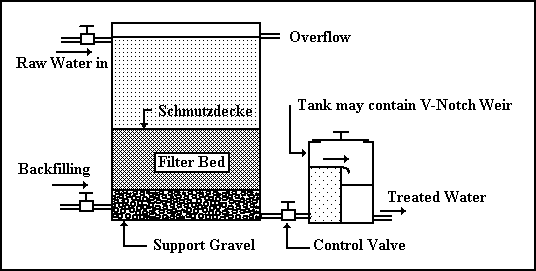 Overflow
Raw Water in
Schmutzdecke
Tank may contain V-Notch Weir
Backfilling
Filter Bed
Treated Water
Support Gravel
Control Valve